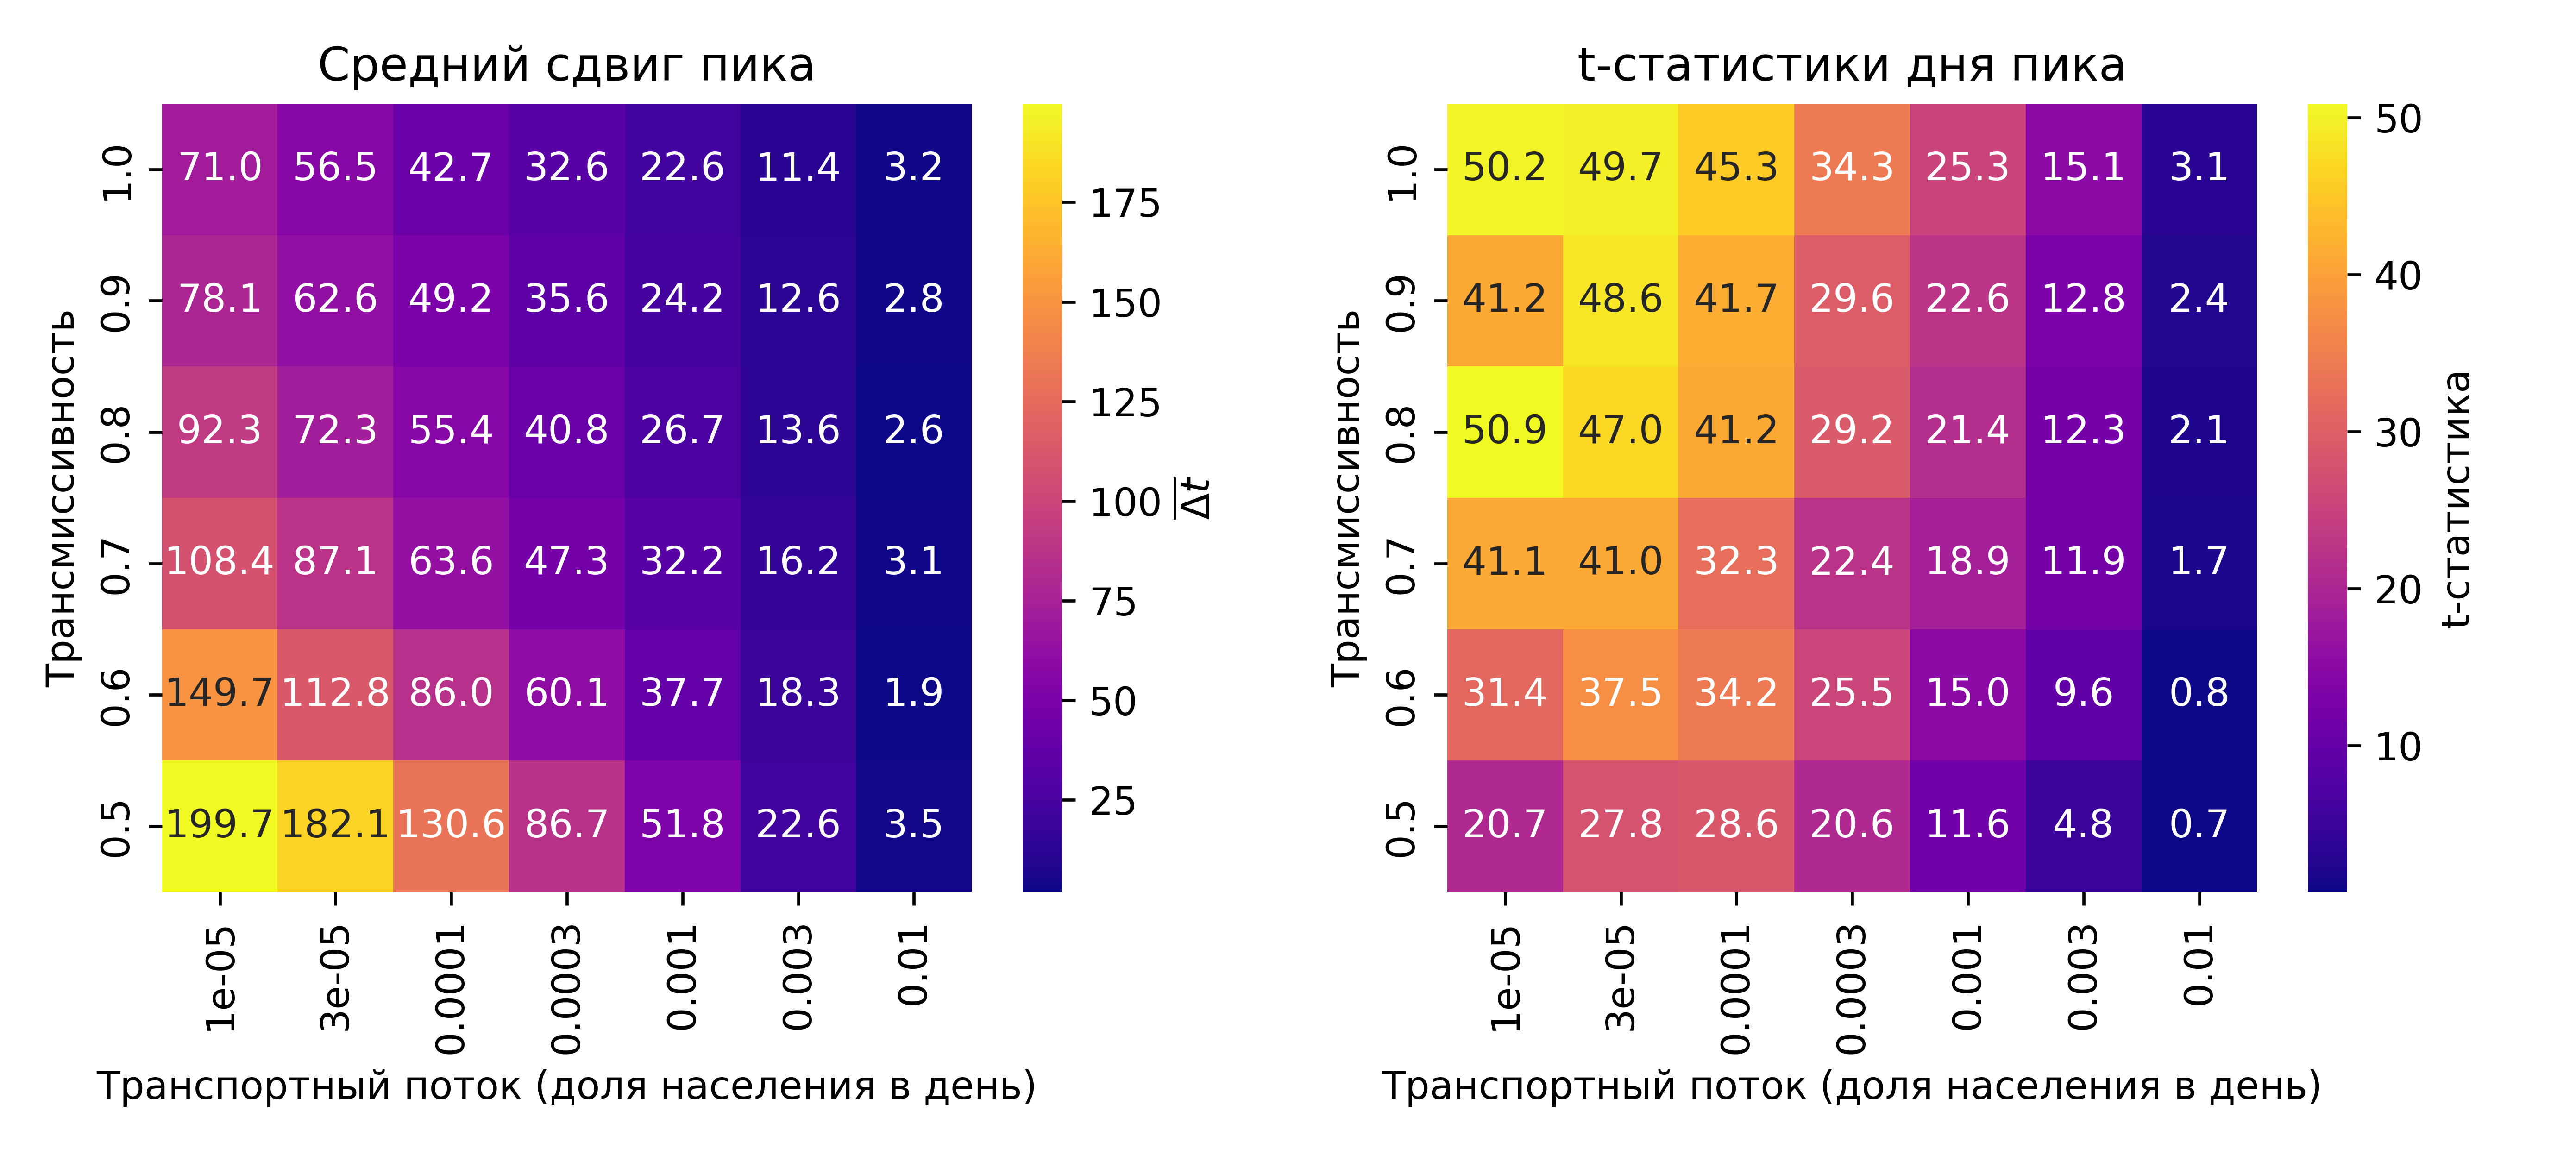 Средний сдвиг пика
Трансмиссивность
1.0 71.0 56.5 42.7 32.6 22.6 11.4 3.2
0.9 78.1 62.6 49.2 35.6 24.2 12.6 2.8
0.8 92.3 72.3 55.4 40.8 26.7 13.6 2.6
0.7 108.4 87.1 63.6 47.3 32.2 16.2 3.1
0.6 149.7 112.8 86.0 60.1 37.7 18.3 1.9
0.5 199.7 182.1 130.6 86.7 51.8 22.6 3.5
1e-05 3e-05 0.0001 0.0003 0.001 0.003 0.01
Транспортный поток (доля населения в день)
175
150
125
100
75
50
25
Δt
t-статистики дня пика
Трансмиссивность
1.0 50.2 49.7 45.3 34.3 25.3 15.1 3.1
0.9 41.2 48.6 41.7 29.6 22.6 12.8 2.4
0.8 50.9 47.0 41.2 29.2 21.4 12.3 2.1
0.7 41.1 41.0 32.3 22.4 18.9 11.9 1.7
0.6 31.4 37.5 34.2 25.5 15.0 9.6 0.8
0.5 20.7 27.8 28.6 20.6 11.6 4.8 0.7
1e-05 3e-05 0.0001 0.0003 0.001 0.003 0.01
Транспортный поток (доля населения в день)
50
40
30
20
10
t-статистика